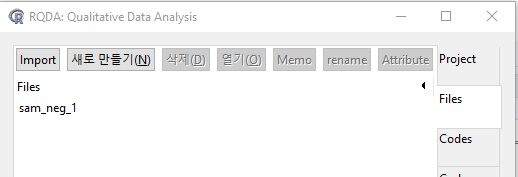 RQDA: Qualitative Data Analysis
Import 새로 만들기(N) 삭제(D) 열기(O) Memo rename Attribute
Project
Files
Files
sam_neg_1
Codes